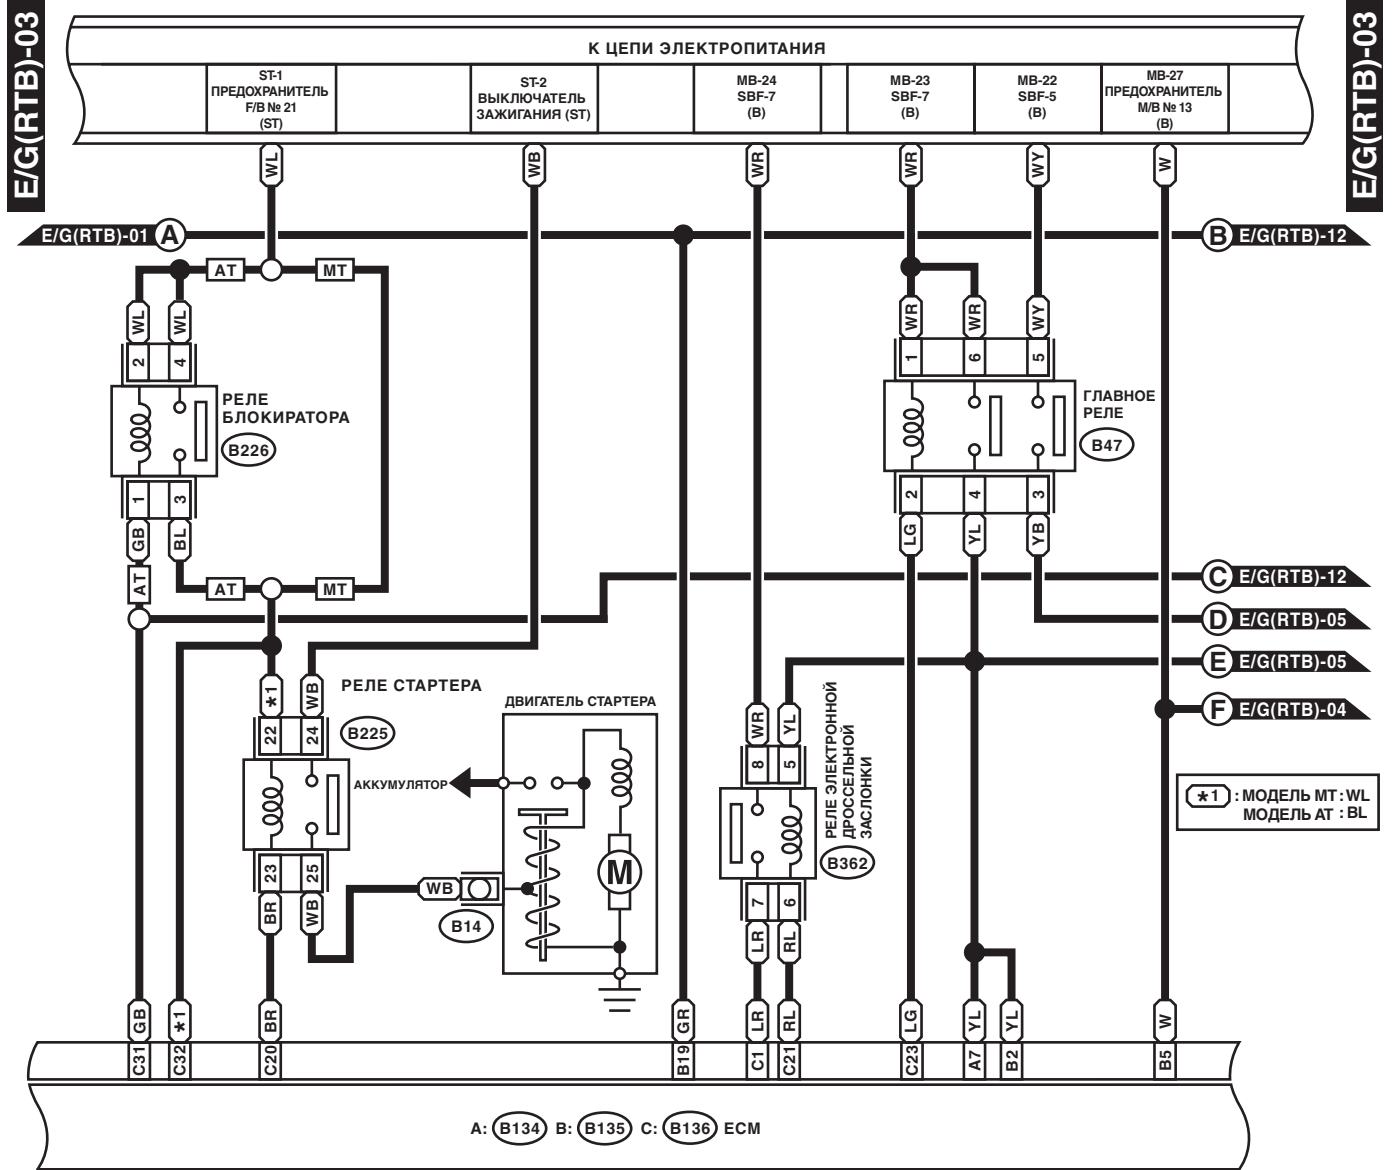 E/G(RTB)-03
E/G(RTB)-03
К ЦЕПИ ЭЛЕКТРОПИТАНИЯ
ST-1
ПРЕДОХРАНИТЕЛЬ
F/B № 21
(ST)
ST-2
ВЫКЛЮЧАТЕЛЬ
ЗАЖИГАНИЯ (ST)
MB-24
SBF-7
(B)
MB-23
SBF-7
(B)
MB-22
SBF-5
(B)
MB-27
ПРЕДОХРАНИТЕЛЬ
M/B № 13
(B)
WL
WB
WR
WR
WY
W
E/G(RTB)-01 A
B E/G(RTB)-12
AT
MT
WL
WL
WR
WR
WY
2
4
1
6
5
РЕЛЕ
БЛОКИРАТОРА
B226
ГЛАВНОЕ
РЕЛЕ
B47
1
3
2
4
3
GB
BL
LG
YL
YB
AT
AT
MT
C E/G(RTB)-12
D E/G(RTB)-05
E E/G(RTB)-05
F E/G(RTB)-04
*1
WB
РЕЛЕ СТАРТЕРА
B225
22
24
ДВИГАТЕЛЬ СТАРТЕРА
АККУМУЛЯТОР
M
WR
YL
8
5
РЕЛЕ ЭЛЕКТРОННОЙ
ДРОССЕЛЬНОЙ
ЗАСЛОНКИ
B362
*1 : МОДЕЛЬ MT : WL
МОДЕЛЬ AT : BL
23
25
BR
WB
WB
B14
7
6
LR
RL
GB
*1
BR
GR
LR
RL
LG
YL
YL
W
C31
C32
C20
B19
C1
C21
C23
A7
B2
B5
A: B134 B: B135 C: B136 ECM